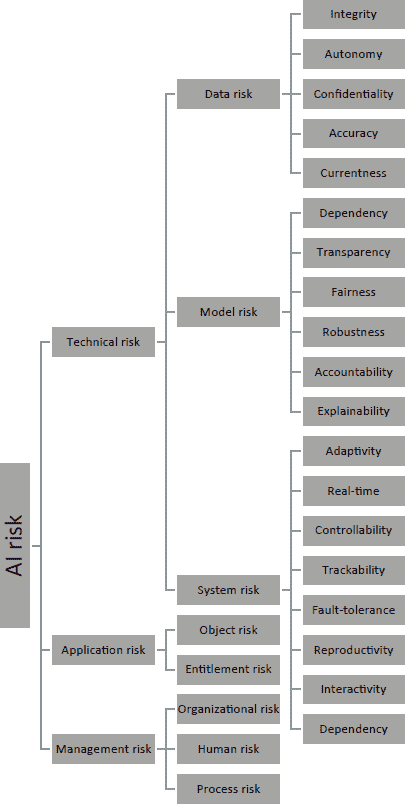 AI risk
Technical risk
Data risk
Integrity
Autonomy
Confidentiality
Accuracy
Currentness
Model risk
Dependency
Transparency
Fairness
Robustness
Accountability
Explainability
System risk
Adaptivity
Real-time
Controllability
Trackability
Fault-tolerance
Reproductivity
Interactivity
Dependency
Application risk
Object risk
Entitlement risk
Management risk
Organizational risk
Human risk
Process risk